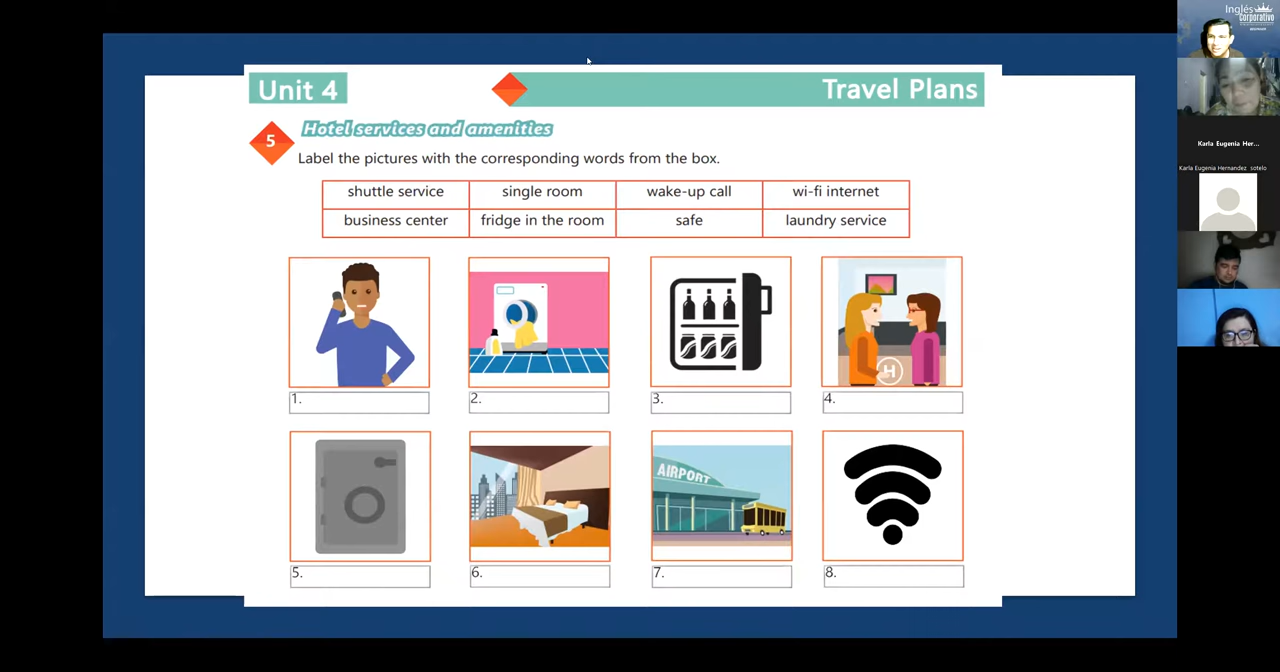 Inglés
Corporativo
Unit 4
Travel Plans
5
Hotel services and amenities
Label the pictures with the corresponding words from the box.
shuttle service single room wake-up call wi-fi internet
business center fridge in the room safe laundry service
AIRPORT
H
1. 2. 3. 4.
5. 6. 7. 8.
Karla Eugenia Her...
Karla Eugenia Hernandez sotelo